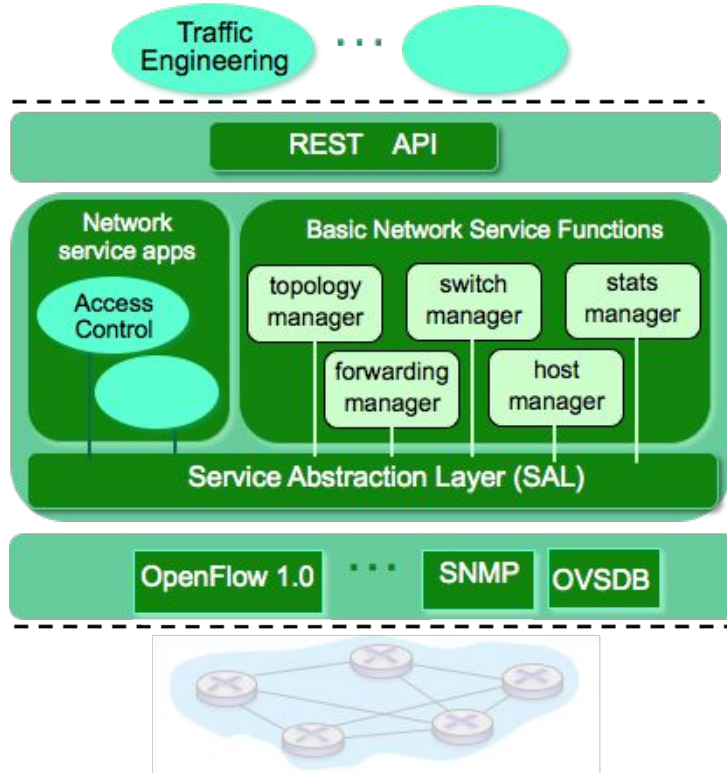 Traffic
Engineering
...
REST API
Network
service apps
Basic Network Service Functions
Access
Control
topology
manager
switch
manager
stats
manager
forwarding
manager
host
manager
Service Abstraction Layer (SAL)
OpenFlow 1.0
...
SNMP
OVSDB